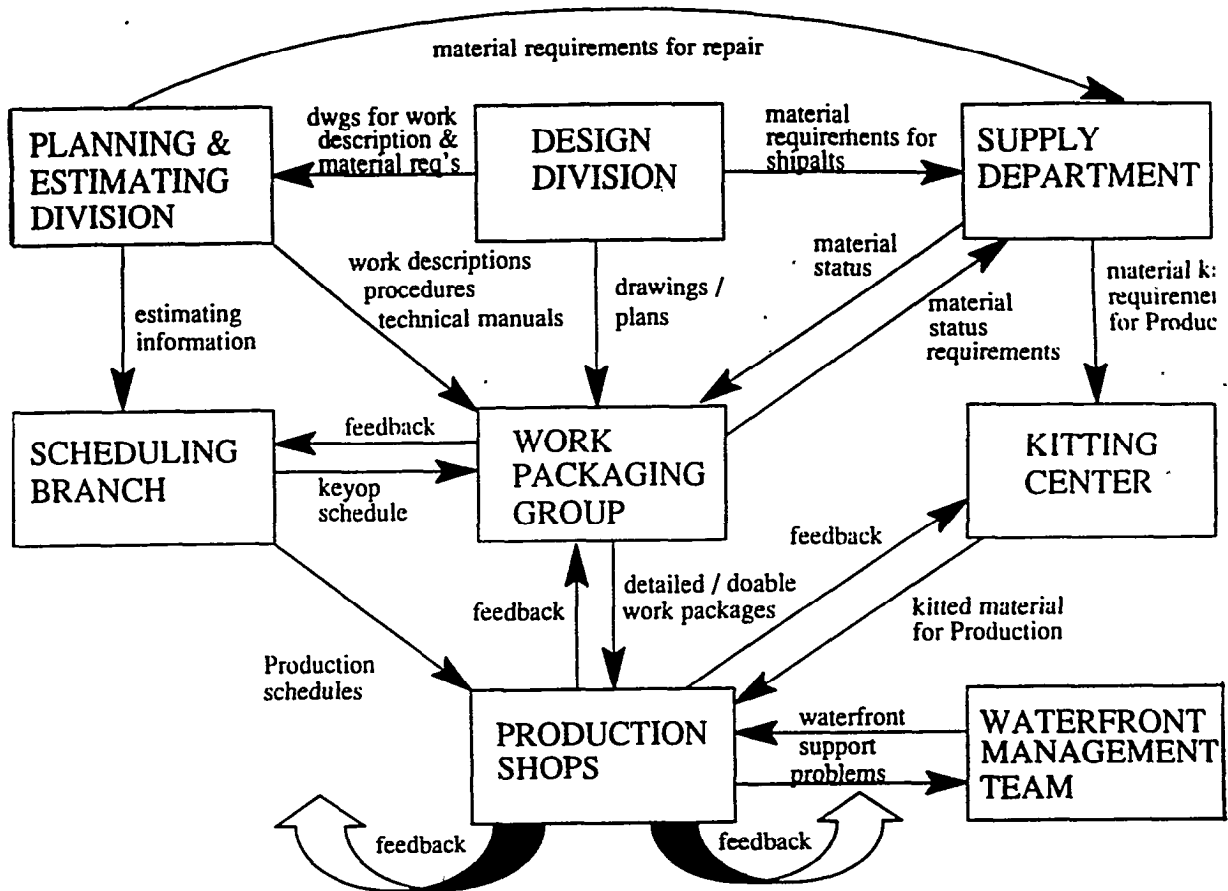 material requirements for repair
PLANNING &
ESTIMATING
DIVISION
dwgs for work
description &
material req's
DESIGN
DIVISION
material
requirements for
shipalts
SUPPLY
DEPARTMENT
estimating
information
work descriptions
procedures
technical manuals
drawings /
plans
material
status
material
status
requirements
material
for
SCHEDULING
BRANCH
feedback
keyop
schedule
WORK
PACKAGING
GROUP
KITTING
CENTER
Production
schedules
feedback
detailed / doable
work packages
feedback
kitted material
for Production
PRODUCTION
SHOPS
waterfront
support
problems
WATERFRONT
MANAGEMENT
TEAM
feedback
feedback